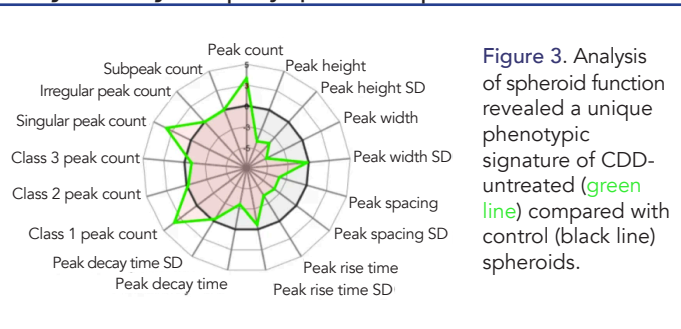 Peak count
Peak height
Peak height SD
Peak width
Peak width SD
Peak spacing
Peak spacing SD
Peak rise time
Peak rise time SD
Peak decay time
Peak decay time SD
Class 1 peak count
Class 2 peak count
Class 3 peak count
Singular peak count
Irregular peak count
Subpeak count
5
Figure 3. Analysis
of spheroid function
revealed a unique
phenotypic
signature of CDD-
untreated (green
line) compared with
control (black line)
spheroids.